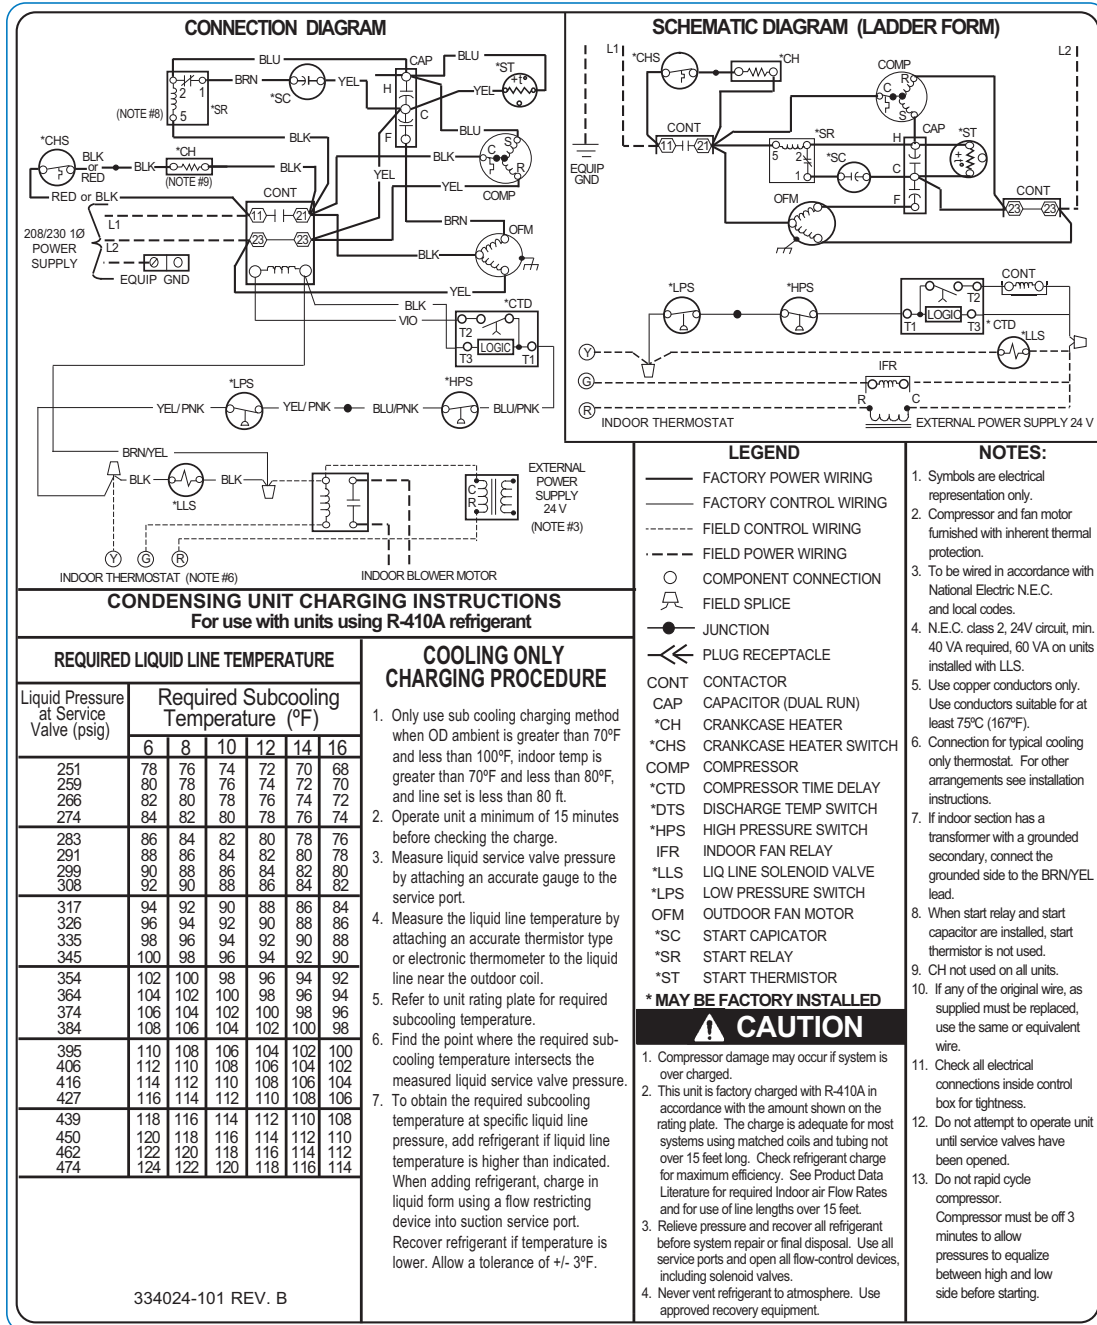 CONNECTION DIAGRAM
BLU
CAP
BLU
*ST
BRN
YEL
H
YEL
+t°
2 1
*SC
C
(NOTE #8)
*SR
5
BLU
F
S
C
R
*CHS
BLK
BLK
or
RED
BLK
*CH
BLK
BLK
(NOTE #9)
YEL
YEL
COMP
RED or BLK
CONT
11
21
BRN
OFM
L1
208/230 1Ø
POWER
SUPPLY
23
23
L2
BLK
EQUIP GND
YEL
BLK
*CTD
VIO
T2
LOGIC
T3
T1
*LPS
*HPS
YEL/ PNK
YEL/ PNK
BLU/PNK
BLU/PNK
BRN/YEL
BLK
BLK
*LLS
C
R
EXTERNAL
POWER
SUPPLY
24 V
(NOTE #3)
Y
G
R
INDOOR THERMOSTAT (NOTE #6)
INDOOR BLOWER MOTOR
SCHEMATIC DIAGRAM (LADDER FORM)
L1
*CHS
*CH
L2
COMP
R
C
S
CONT
11
21
*SR
CAP
*ST
5
2
1
*SC
H
C
F
+t°
EQUIP
GND
CONT
23
23
OFM
*LPS
*HPS
CONT
T2
T1
LOGIC
T3
* CTD
*LLS
Y
G
IFR
R
R
C
INDOOR THERMOSTAT
EXTERNAL POWER SUPPLY 24 V
CONDENSING UNIT CHARGING INSTRUCTIONS
For use with units using R-410A refrigerant
REQUIRED LIQUID LINE TEMPERATURE
Liquid Pressure at Service Valve (psig)
Required Subcooling Temperature (ºF)
6 8 10 12 14 16
251 78 76 74 72 70 68
259 80 78 76 74 72 70
266 82 80 78 76 74 72
274 84 82 80 78 76 74
283 86 84 82 80 78 76
291 88 86 84 82 80 78
299 90 88 86 84 82 80
308 92 90 88 86 84 82
317 94 92 90 88 86 84
326 96 94 92 90 88 86
335 98 96 94 92 90 88
345 100 98 96 94 92 90
354 102 100 98 96 94 92
364 104 102 100 98 96 94
374 106 104 102 100 98 96
384 108 106 104 102 100 98
395 110 108 106 104 102 100
406 112 110 108 106 104 102
416 114 112 110 108 106 104
427 116 114 112 110 108 106
439 118 116 114 112 110 108
450 120 118 116 114 112 110
462 122 120 118 116 114 112
474 124 122 120 118 116 114
334024-101 REV. B
COOLING ONLY
CHARGING PROCEDURE
1. Only use sub cooling charging method
when OD ambient is greater than 70ºF
and less than 100ºF, indoor temp is
greater than 70ºF and less than 80ºF,
and line set is less than 80 ft.
2. Operate unit a minimum of 15 minutes
before checking the charge.
3. Measure liquid service valve pressure
by attaching an accurate gauge to the
service port.
4. Measure the liquid line temperature by
attaching an accurate thermistor type
or electronic thermometer to the liquid
line near the outdoor coil.
5. Refer to unit rating plate for required
subcooling temperature.
6. Find the point where the required sub-
cooling temperature intersects the
measured liquid service valve pressure.
7. To obtain the required subcooling
temperature at specific liquid line
pressure, add refrigerant if liquid line
temperature is higher than indicated.
When adding refrigerant, charge in
liquid form using a flow restricting
device into suction service port.
Recover refrigerant if temperature is
lower. Allow a tolerance of +/- 3ºF.
LEGEND
FACTORY POWER WIRING
FACTORY CONTROL WIRING
FIELD CONTROL WIRING
FIELD POWER WIRING
COMPONENT CONNECTION
FIELD SPLICE
JUNCTION
PLUG RECEPTACLE
CONT CONTACTOR
CAP CAPACITOR (DUAL RUN)
*CH CRANKCASE HEATER
*CHS CRANKCASE HEATER SWITCH
COMP COMPRESSOR
*CTD COMPRESSOR TIME DELAY
*DTS DISCHARGE TEMP SWITCH
*HPS HIGH PRESSURE SWITCH
IFR INDOOR FAN RELAY
*LLS LIQ LINE SOLENOID VALVE
*LPS LOW PRESSURE SWITCH
OFM OUTDOOR FAN MOTOR
*SC START CAPICATOR
*SR START RELAY
*ST START THERMISTOR
* MAY BE FACTORY INSTALLED
CAUTION
1. Compressor damage may occur if system is
over charged.
2. This unit is factory charged with R-410A in
accordance with the amount shown on the
rating plate. The charge is adequate for most
systems using matched coils and tubing not
over 15 feet long. Check refrigerant charge
for maximum efficiency. See Product Data
Literature for required Indoor air Flow Rates
and for use of line lengths over 15 feet.
3. Relieve pressure and recover all refrigerant
before system repair or final disposal. Use all
service ports and open all flow-control devices,
including solenoid valves.
4. Never vent refrigerant to atmosphere. Use
approved recovery equipment.
NOTES:
1. Symbols are electrical
representation only.
2. Compressor and fan motor
furnished with inherent thermal
protection.
3. To be wired in accordance with
National Electric N.E.C.
and local codes.
4. N.E.C. class 2, 24V circuit, min.
40 VA required, 60 VA on units
installed with LLS.
5. Use copper conductors only.
Use conductors suitable for at
least 75ºC (167ºF).
6. Connection for typical cooling
only thermostat. For other
arrangements see installation
instructions.
7. If indoor section has a
transformer with a grounded
secondary, connect the
grounded side to the BRN/YEL
lead.
8. When start relay and start
capacitor are installed, start
thermistor is not used.
9. CH not used on all units.
10. If any of the original wire, as
supplied must be replaced,
use the same or equivalent
wire.
11. Check all electrical
connections inside control
box for tightness.
12. Do not attempt to operate unit
until service valves have
been opened.
13. Do not rapid cycle
compressor.
Compressor must be off 3
minutes to allow
pressures to equalize
between high and low
side before starting.